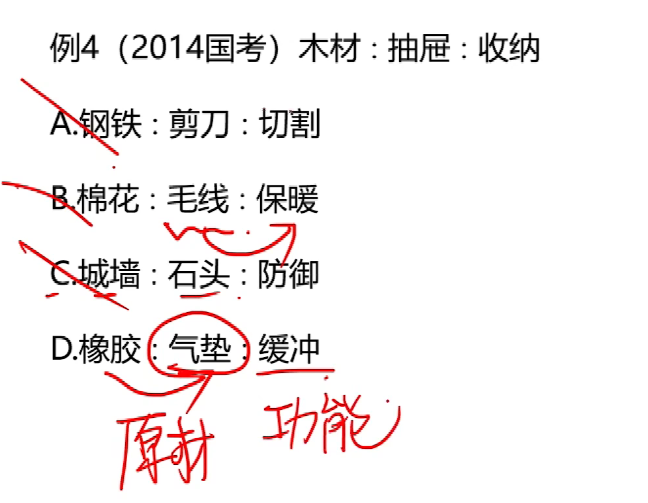 例4（2014国考）木材：抽屉：收纳
A.钢铁：剪刀：切割
B.棉花：毛线：保暖
C.城墙：石头：防御
D.橡胶：气垫：缓冲
原材 功能